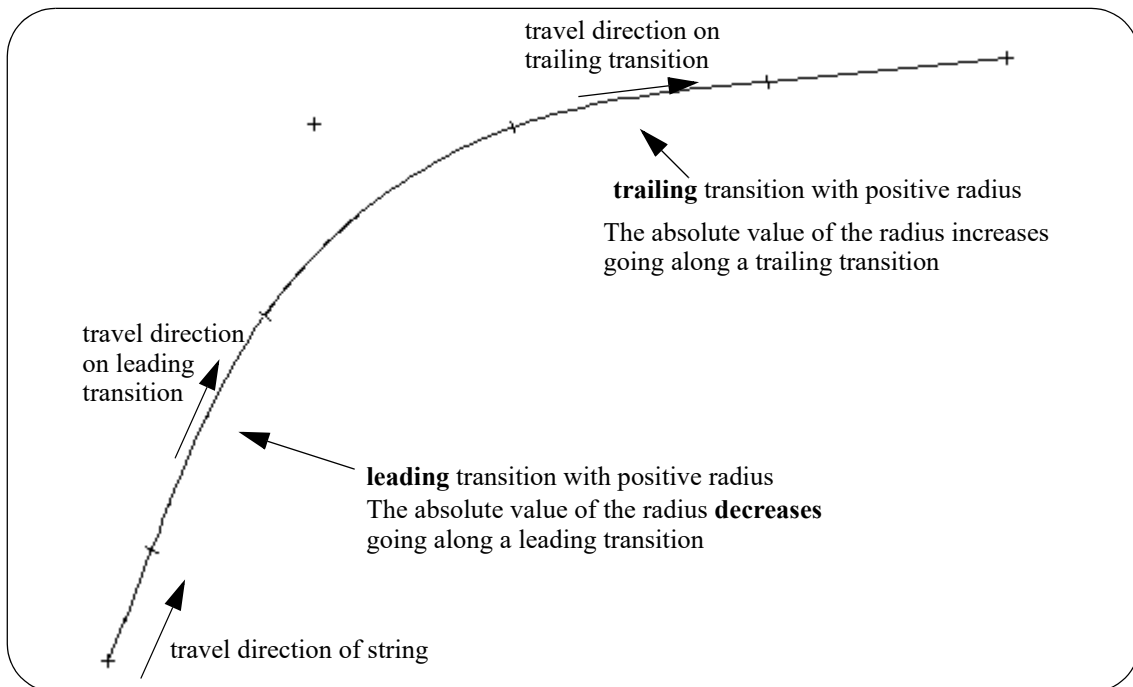 travel direction on
trailing transition
trailing transition with positive radius
The absolute value of the radius increases
going along a trailing transition
travel direction
on leading
transition
leading transition with positive radius
The absolute value of the radius decreases
going along a leading transition
travel direction of string